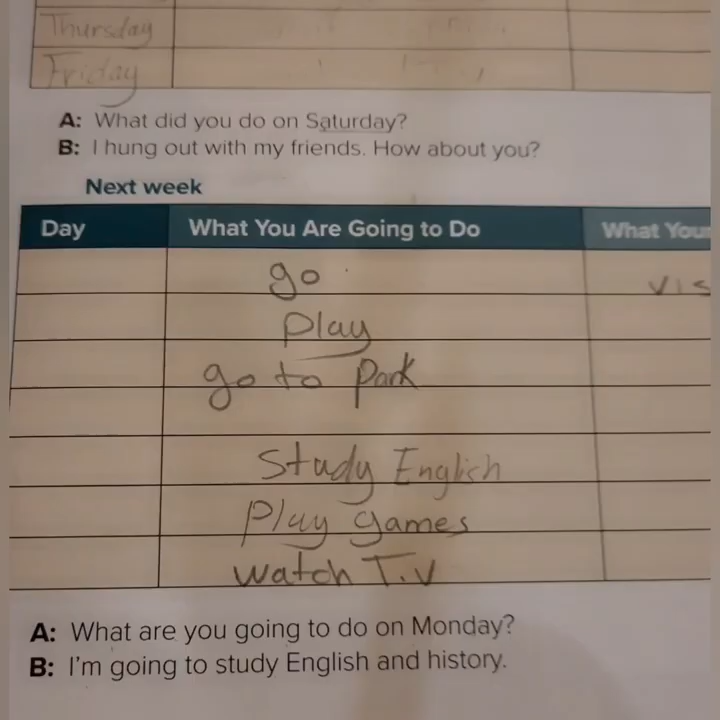 Thursday
Friday
A: What did you do on Saturday?
B: I hung out with my friends. How about you?
Next week
Day What You Are Going to Do What You
go
vis
play
go to Park
Study English
Play games
watch T.V
A: What are you going to do on Monday?
B: I'm going to study English and history.